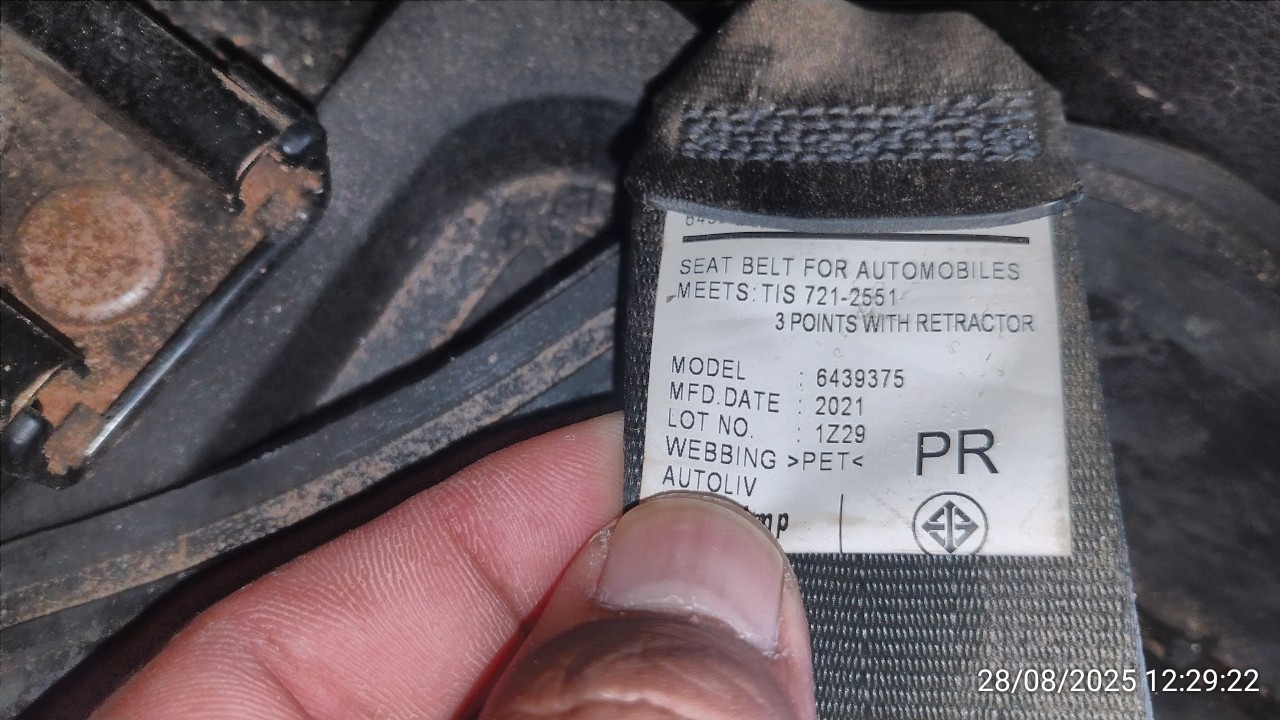 SEAT BELT FOR AUTOMOBILES
MEETS: TIS 721-2551
3 POINTS WITH RETRACTOR
MODEL : 6439375
MFD.DATE : 2021
LOT NO. : 1Z29
WEBBING >PET<
AUTOLIV
PR
28/08/2025 12:29:22